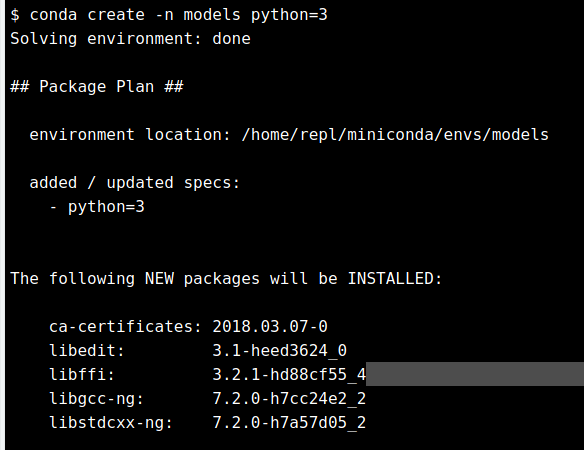 $ conda create -n models python=3
Solving environment: done
## Package Plan ##
environment location: /home/repl/miniconda/envs/models
added / updated specs:
- python=3
The following NEW packages will be INSTALLED:
ca-certificates: 2018.03.07-0
libedit: 3.1-heed3624_0
libffi: 3.2.1-hd88cf55_4
libgcc-ng: 7.2.0-h7cc24e2_2
libstdcxx-ng: 7.2.0-h7a57d05_2